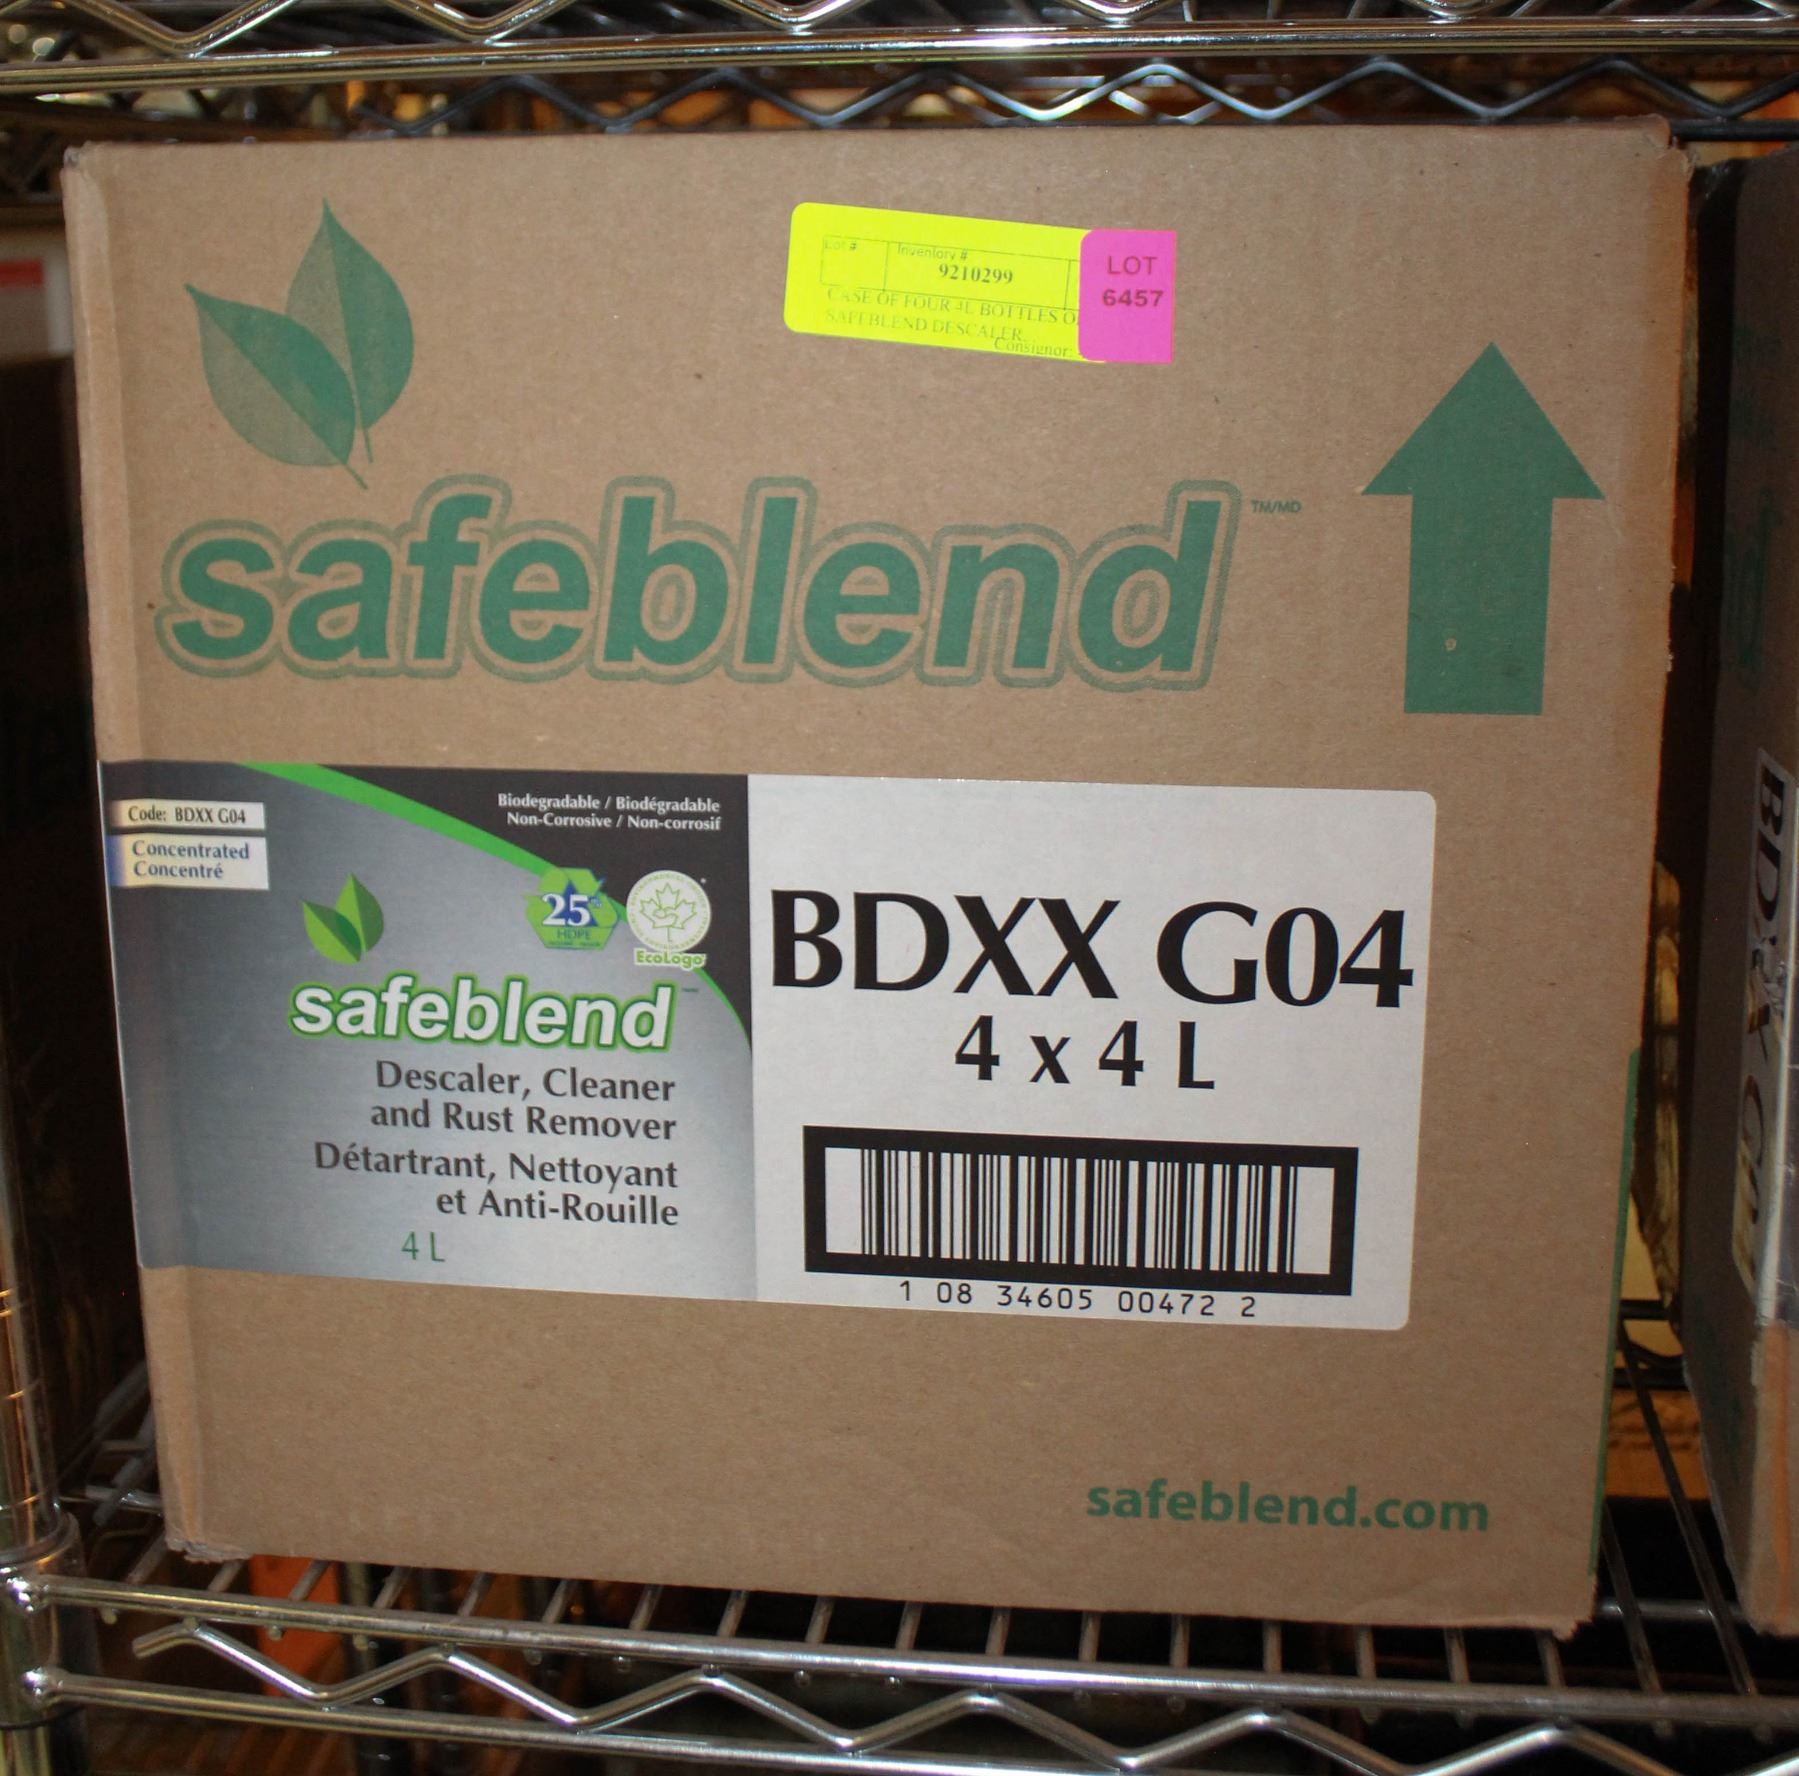 Lot # Inventory #
9210299
CASE OF FOUR 4L BOTTLES O
SAFEBLEND DESCALER
Consignor:
LOT
6457
safeblend TM/MD
Code: BDXX G04
Concentrated
Concentré
Biodegradable / Biodégradable
Non-Corrosive / Non-corrosif
25%
HDPE
EcoLogo
safeblend
Descaler, Cleaner
and Rust Remover
Détartrant, Nettoyant
et Anti-Rouille
4 L
BDXX G04
4 x 4 L
1 08 34605 00472 2
safeblend.com